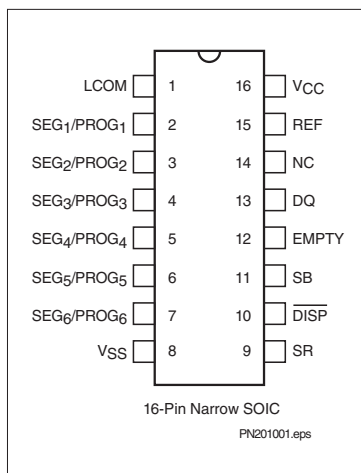 LCOM 1 16 VCC
SEG1/PROG1 2 15 REF
SEG2/PROG2 3 14 NC
SEG3/PROG3 4 13 DQ
SEG4/PROG4 5 12 EMPTY
SEG5/PROG5 6 11 SB
SEG6/PROG6 7 10 DISP
VSS 8 9 SR
16-Pin Narrow SOIC
PN201001.eps